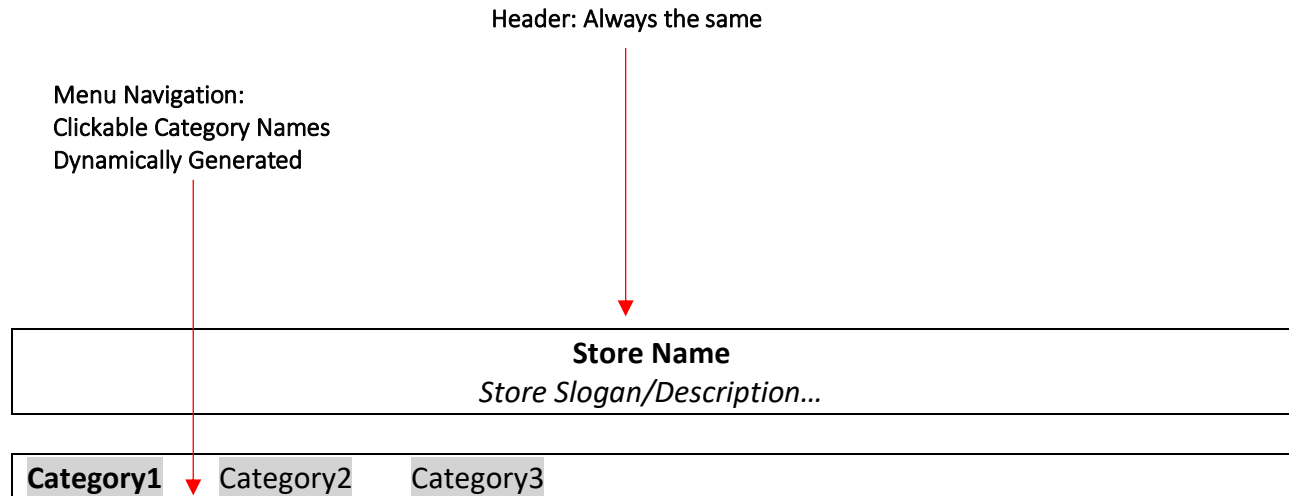 Header: Always the same
Menu Navigation:
Clickable Category Names
Dynamically Generated
Store Name
Store Slogan/Description…
Category1 Category2 Category3